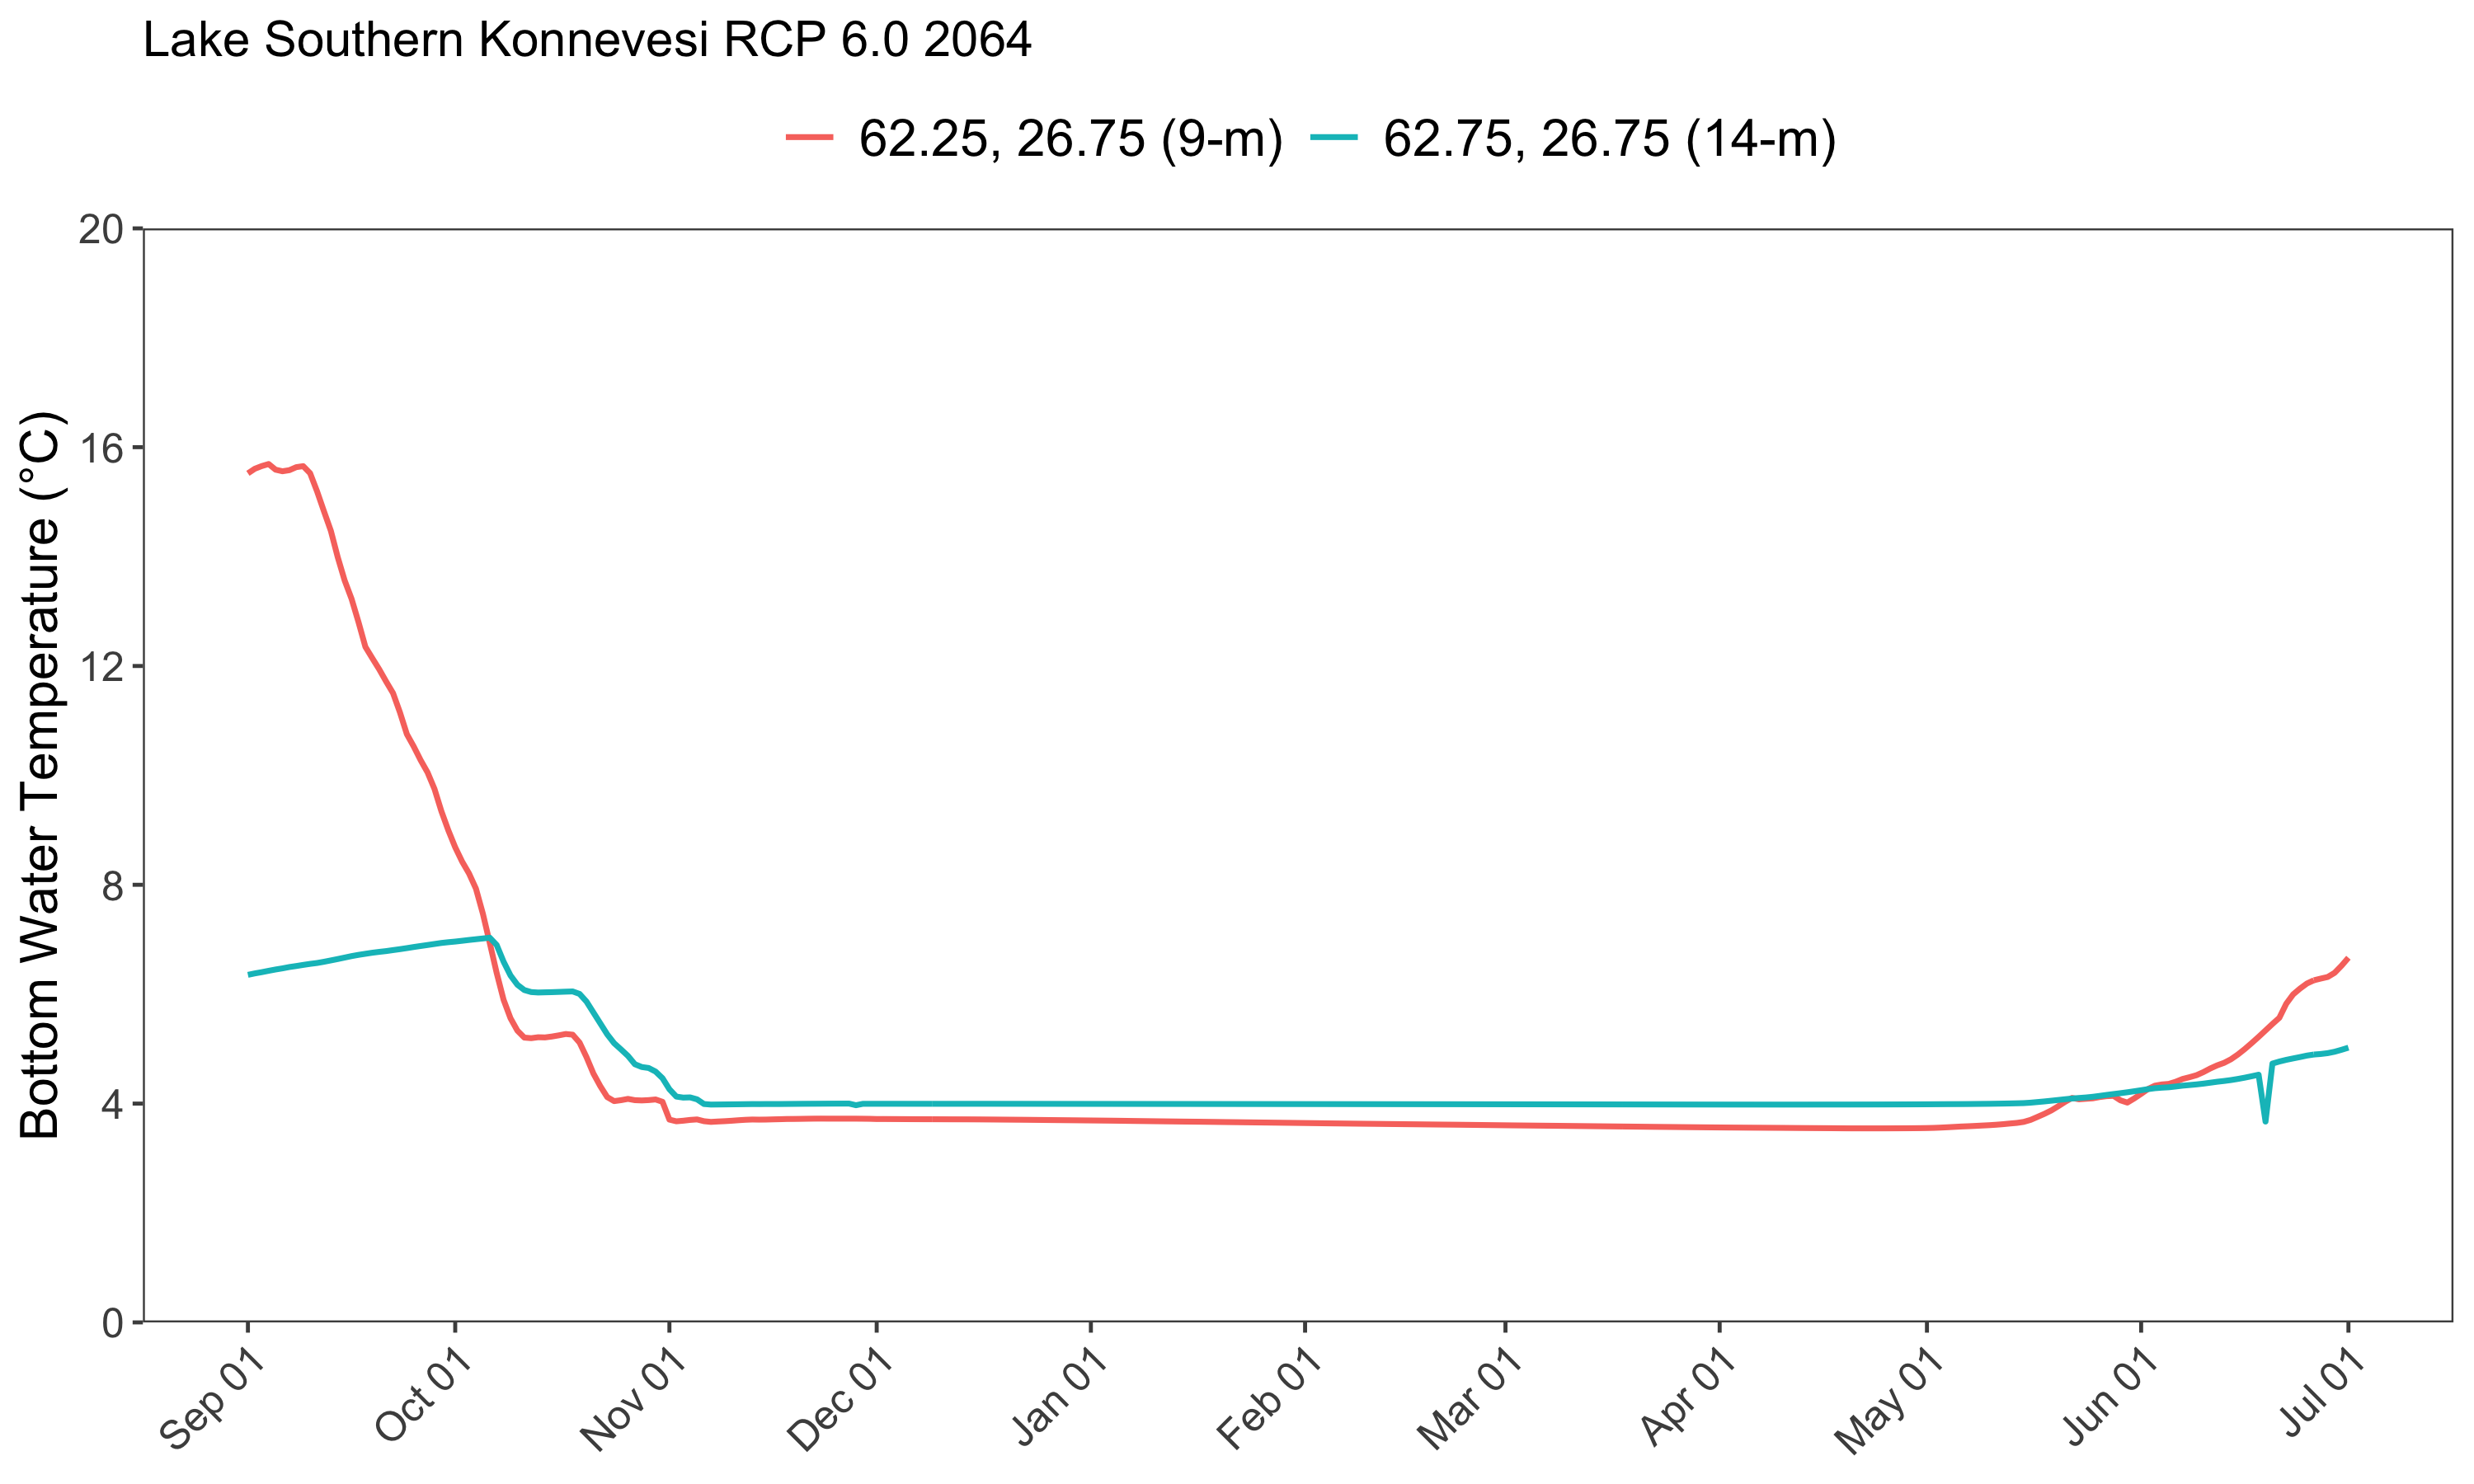 Lake Southern Konnevesi RCP 6.0 2064
62.25, 26.75 (9-m) 62.75, 26.75 (14-m)
Bottom Water Temperature (°C)
20
16
12
8
4
0
Sep 01 Oct 01 Nov 01 Dec 01 Jan 01 Feb 01 Mar 01 Apr 01 May 01 Jun 01 Jul 01